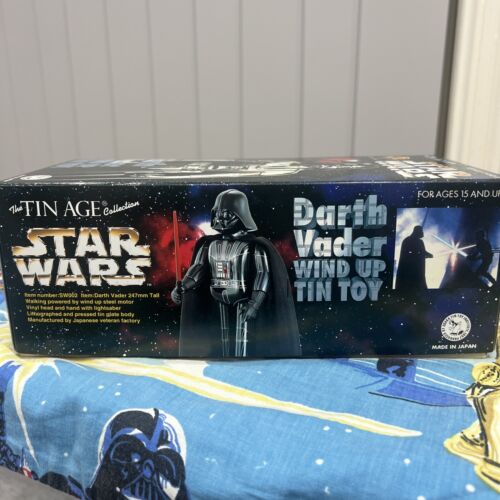 The TIN AGE® Collection
STAR
WARS
Item number:SW002 Item:Darth Vader 247mm Tall
Walking powered by wind up steel motor
Vinyl head and hand with lightsaber
Lithographed and pressed tin glate body
Manufactured by Japanese veteran factory
Darth
Vader
WIND UP
TIN TOY
FOR AGES 15 AND UP
MADE IN JAPAN